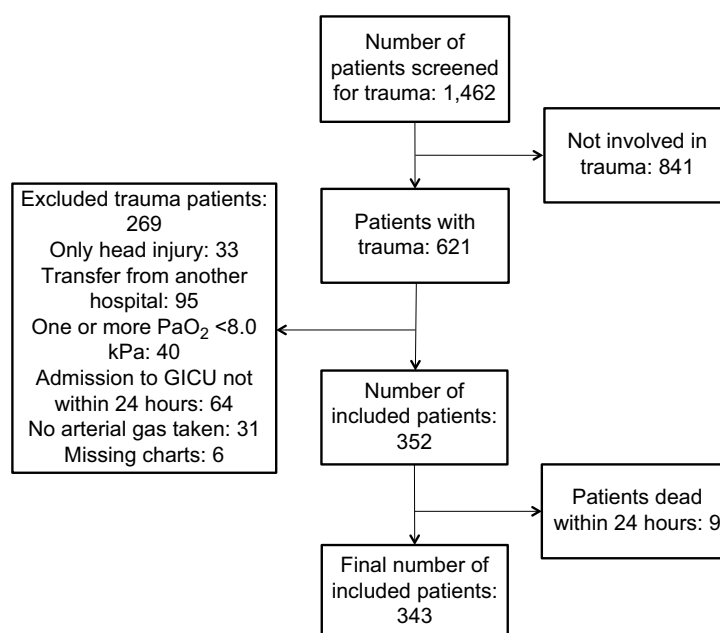 Number of
patients screened
for trauma: 1,462
Not involved in
trauma: 841
Patients with
trauma: 621
Excluded trauma patients:
269
Only head injury: 33
Transfer from another
hospital: 95
One or more PaO₂ <8.0
kPa: 40
Admission to GICU not
within 24 hours: 64
No arterial gas taken: 31
Missing charts: 6
Number of
included patients:
352
Patients dead
within 24 hours: 9
Final number of
included patients:
343